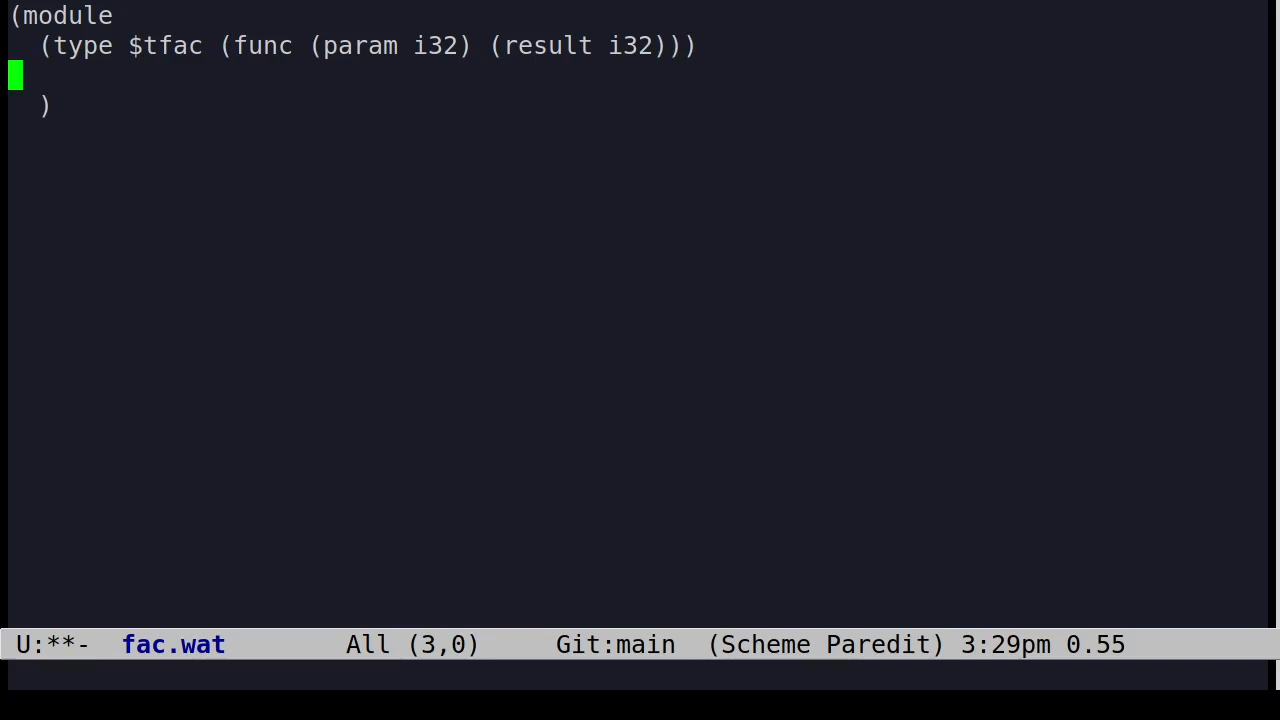 (module
  (type $tfac (func (param i32) (result i32)))
  )
U:**-  fac.wat        All (3,0)     Git:main  (Scheme Paredit) 3:29pm 0.55